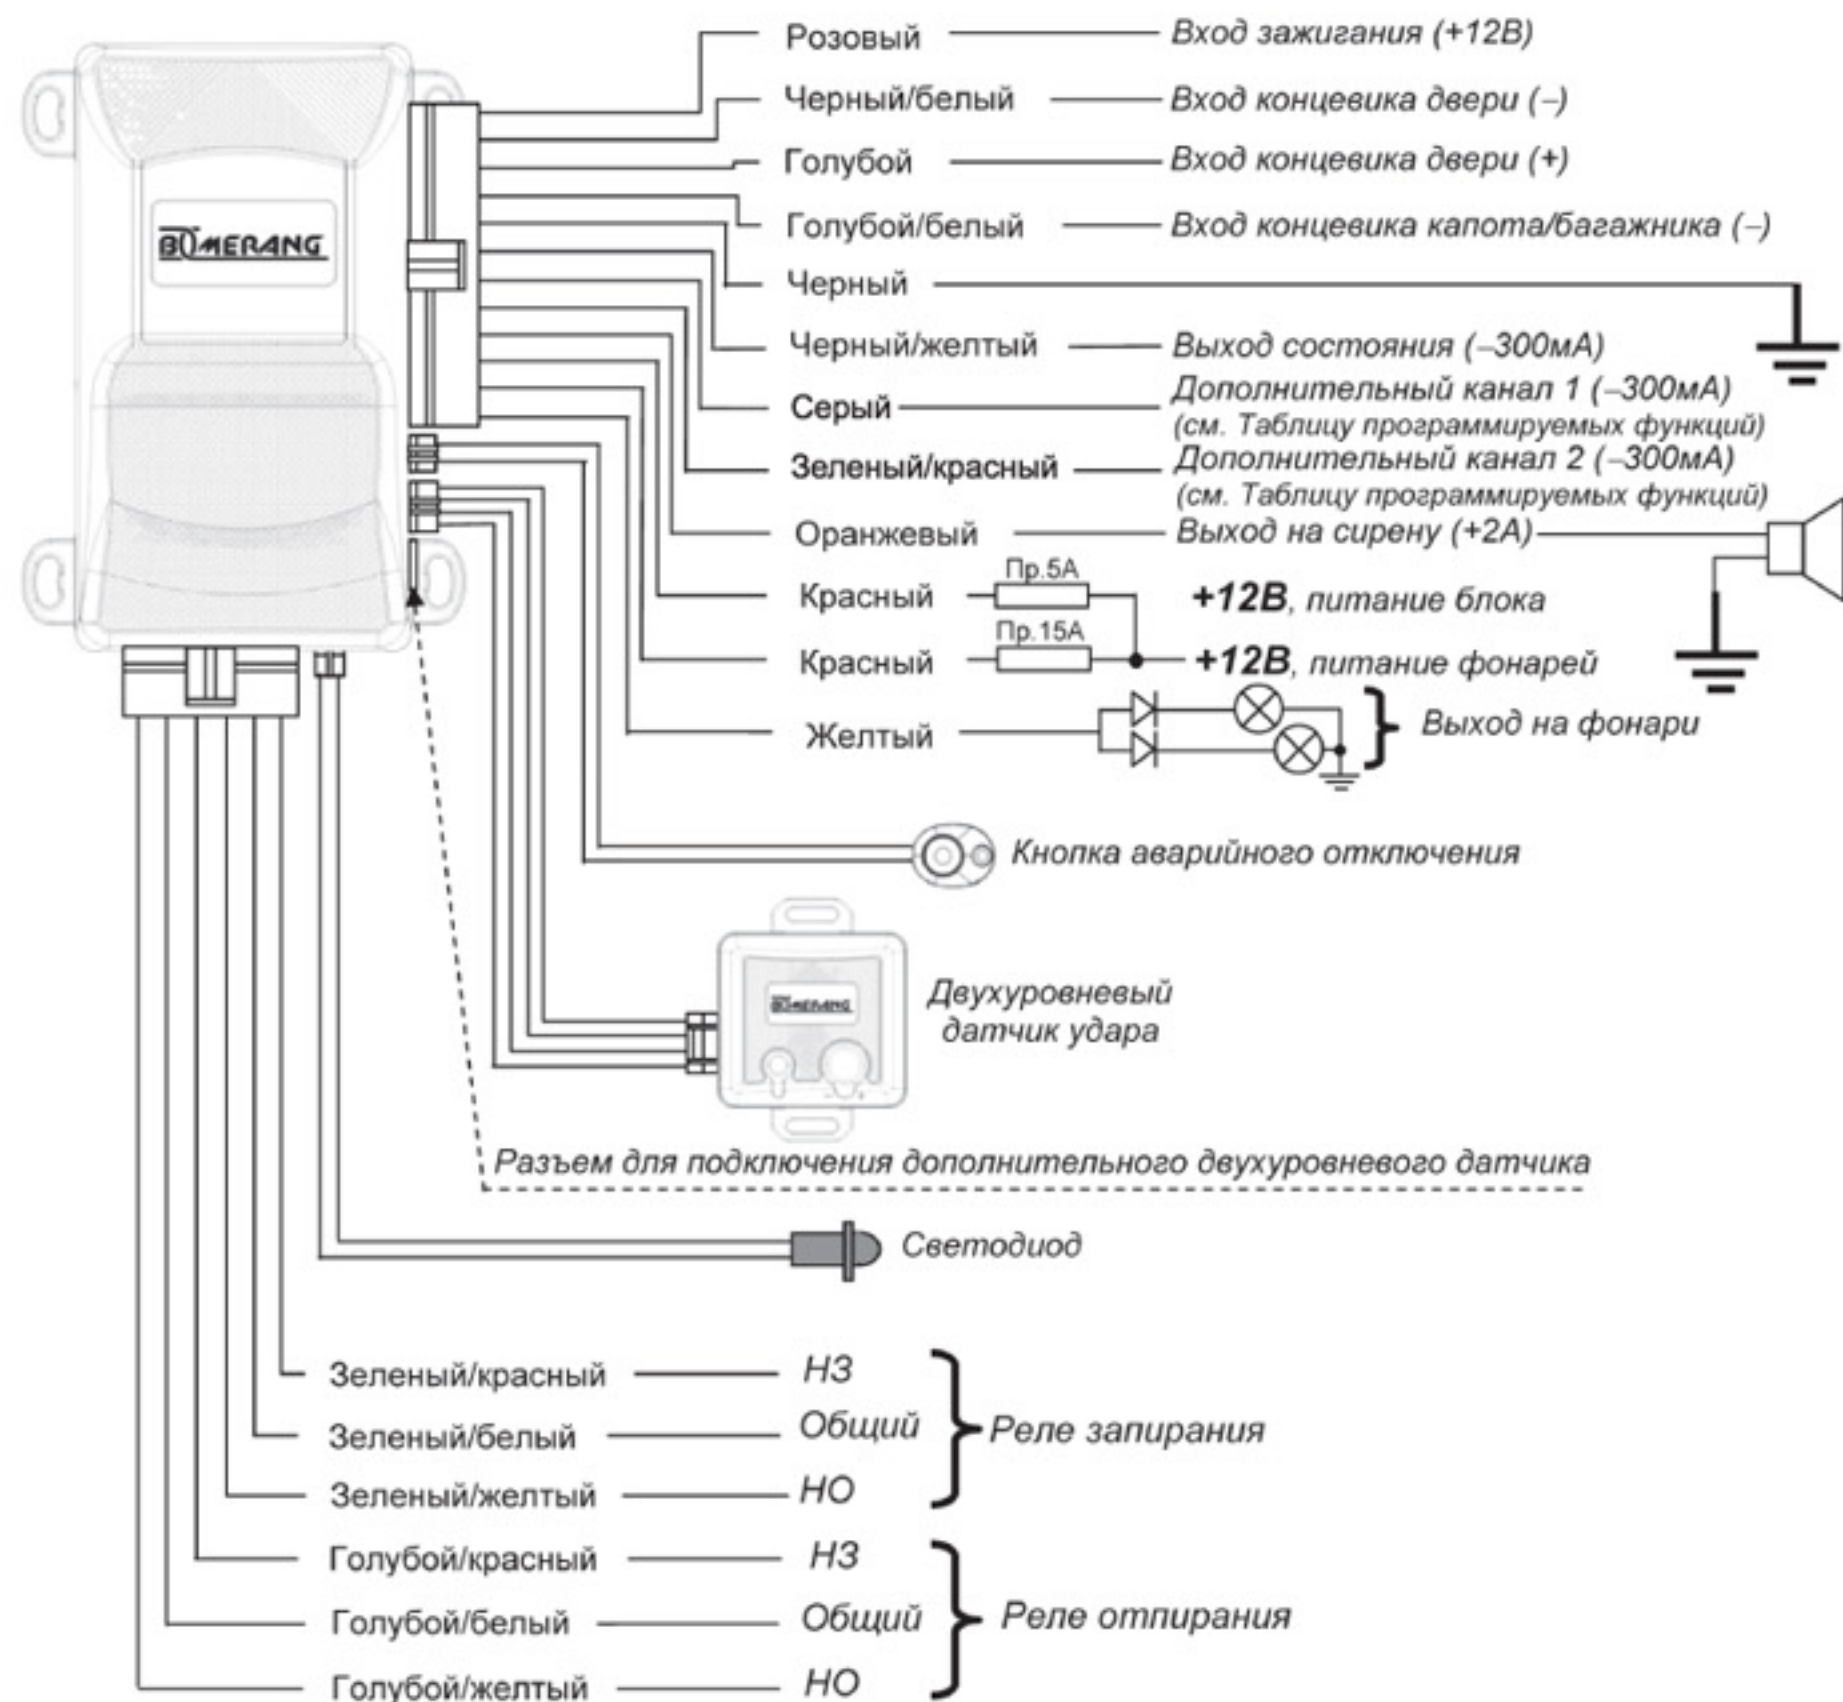 Розовый Вход зажигания (+12В)
Черный/белый Вход концевика двери (–)
Голубой Вход концевика двери (+)
Голубой/белый Вход концевика капота/багажника (–)
BOMERANG
Черный
Черный/желтый Выход состояния (–300мА)
Серый Дополнительный канал 1 (–300мА)
(см. Таблицу программируемых функций)
Зеленый/красный Дополнительный канал 2 (–300мА)
(см. Таблицу программируемых функций)
Оранжевый Выход на сирену (+2А)
Красный Пр.5А +12В, питание блока
Красный Пр.15А +12В, питание фонарей
Желтый Выход на фонари
Кнопка аварийного отключения
BOMERANG
Двухуровневый
датчик удара
– +
Разъем для подключения дополнительного двухуровневого датчика
Светодиод
Зеленый/красный НЗ
Зеленый/белый Общий Реле запирания
Зеленый/желтый НО
Голубой/красный НЗ
Голубой/белый Общий Реле отпирания
Голубой/желтый НО